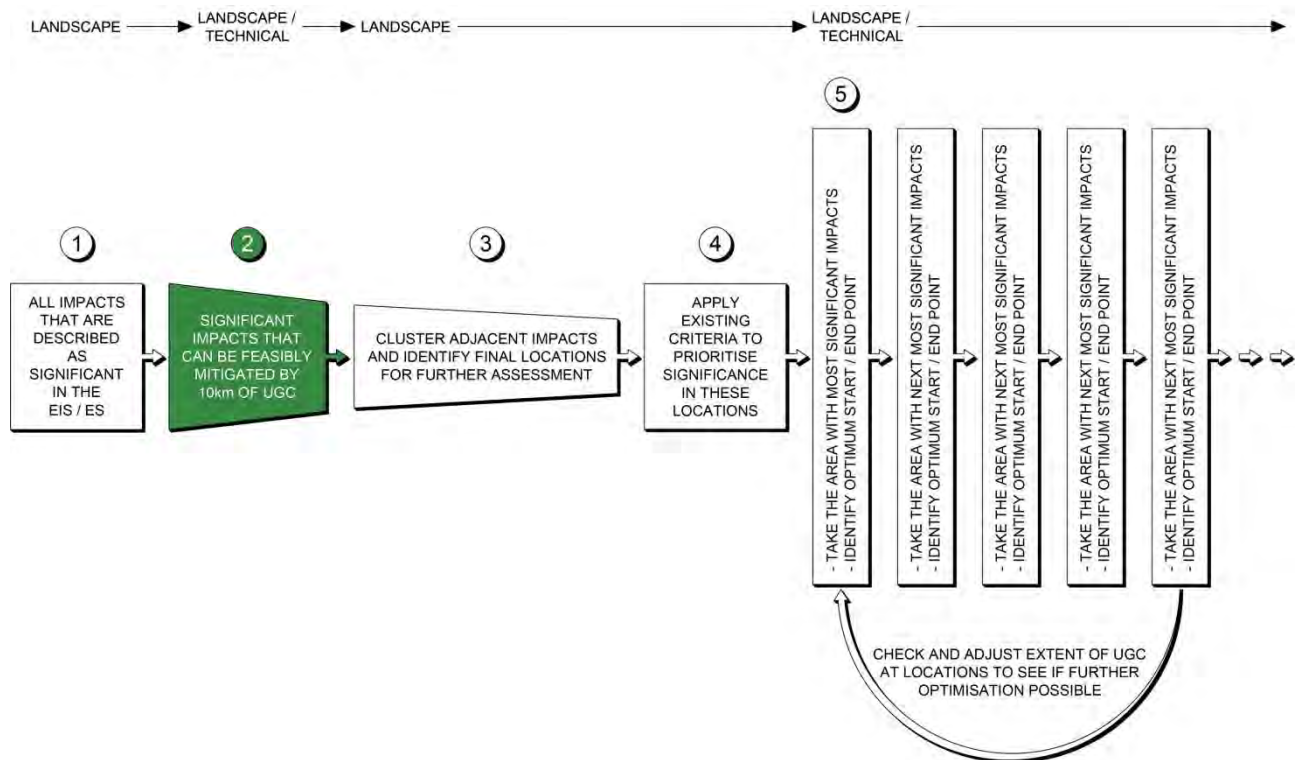 LANDSCAPE
LANDSCAPE /
TECHNICAL
LANDSCAPE
LANDSCAPE /
TECHNICAL
1
ALL IMPACTS
THAT ARE
DESCRIBED
AS
SIGNIFICANT
IN THE
EIS / ES
2
SIGNIFICANT
IMPACTS THAT
CAN BE FEASIBLY
MITIGATED BY
10km OF UGC
3
CLUSTER ADJACENT IMPACTS
AND IDENTIFY FINAL LOCATIONS
FOR FURTHER ASSESSMENT
4
APPLY
EXISTING
CRITERIA TO
PRIORITISE
SIGNIFICANCE
IN THESE
LOCATIONS
5
- TAKE THE AREA WITH MOST SIGNIFICANT IMPACTS
- IDENTIFY OPTIMUM START / END POINT
- TAKE THE AREA WITH NEXT MOST SIGNIFICANT IMPACTS
- IDENTIFY OPTIMUM START / END POINT
- TAKE THE AREA WITH NEXT MOST SIGNIFICANT IMPACTS
- IDENTIFY OPTIMUM START / END POINT
- TAKE THE AREA WITH NEXT MOST SIGNIFICANT IMPACTS
- IDENTIFY OPTIMUM START / END POINT
- TAKE THE AREA WITH NEXT MOST SIGNIFICANT IMPACTS
- IDENTIFY OPTIMUM START / END POINT
CHECK AND ADJUST EXTENT OF UGC
AT LOCATIONS TO SEE IF FURTHER
OPTIMISATION POSSIBLE